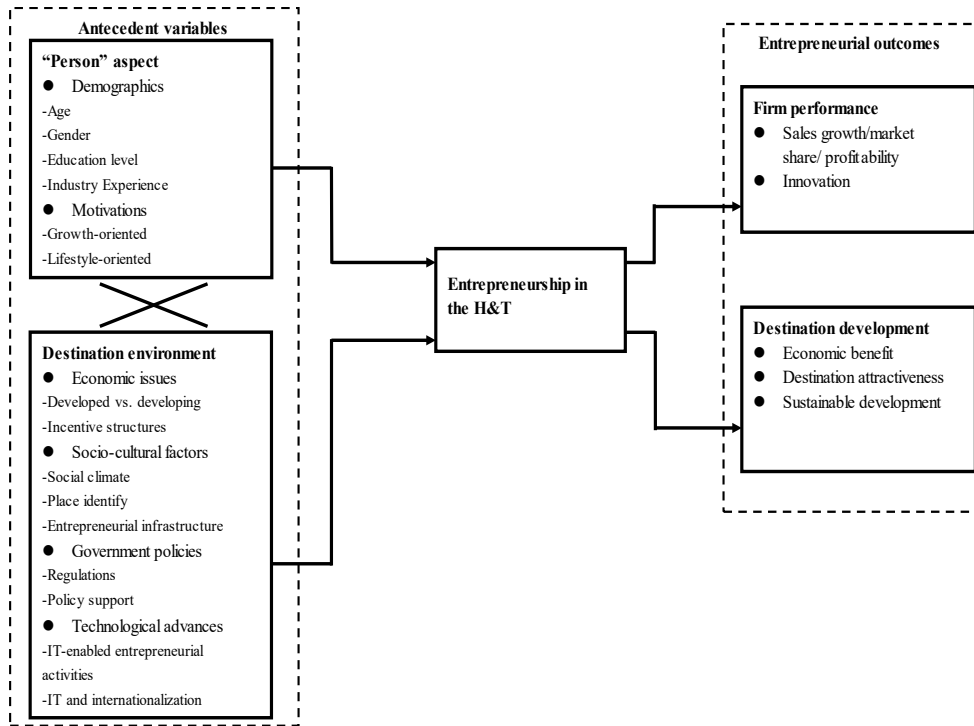 Antecedent variables
“Person” aspect
● Demographics
-Age
-Gender
-Education level
-Industry Experience
● Motivations
-Growth-oriented
-Lifestyle-oriented
Destination environment
● Economic issues
-Developed vs. developing
-Incentive structures
● Socio-cultural factors
-Social climate
-Place identify
-Entrepreneurial infrastructure
● Government policies
-Regulations
-Policy support
● Technological advances
-IT-enabled entrepreneurial
activities
-IT and internationalization
Entrepreneurship in
the H&T
Entrepreneurial outcomes
Firm performance
● Sales growth/market
share/ profitability
● Innovation
Destination development
● Economic benefit
● Destination attractiveness
● Sustainable development